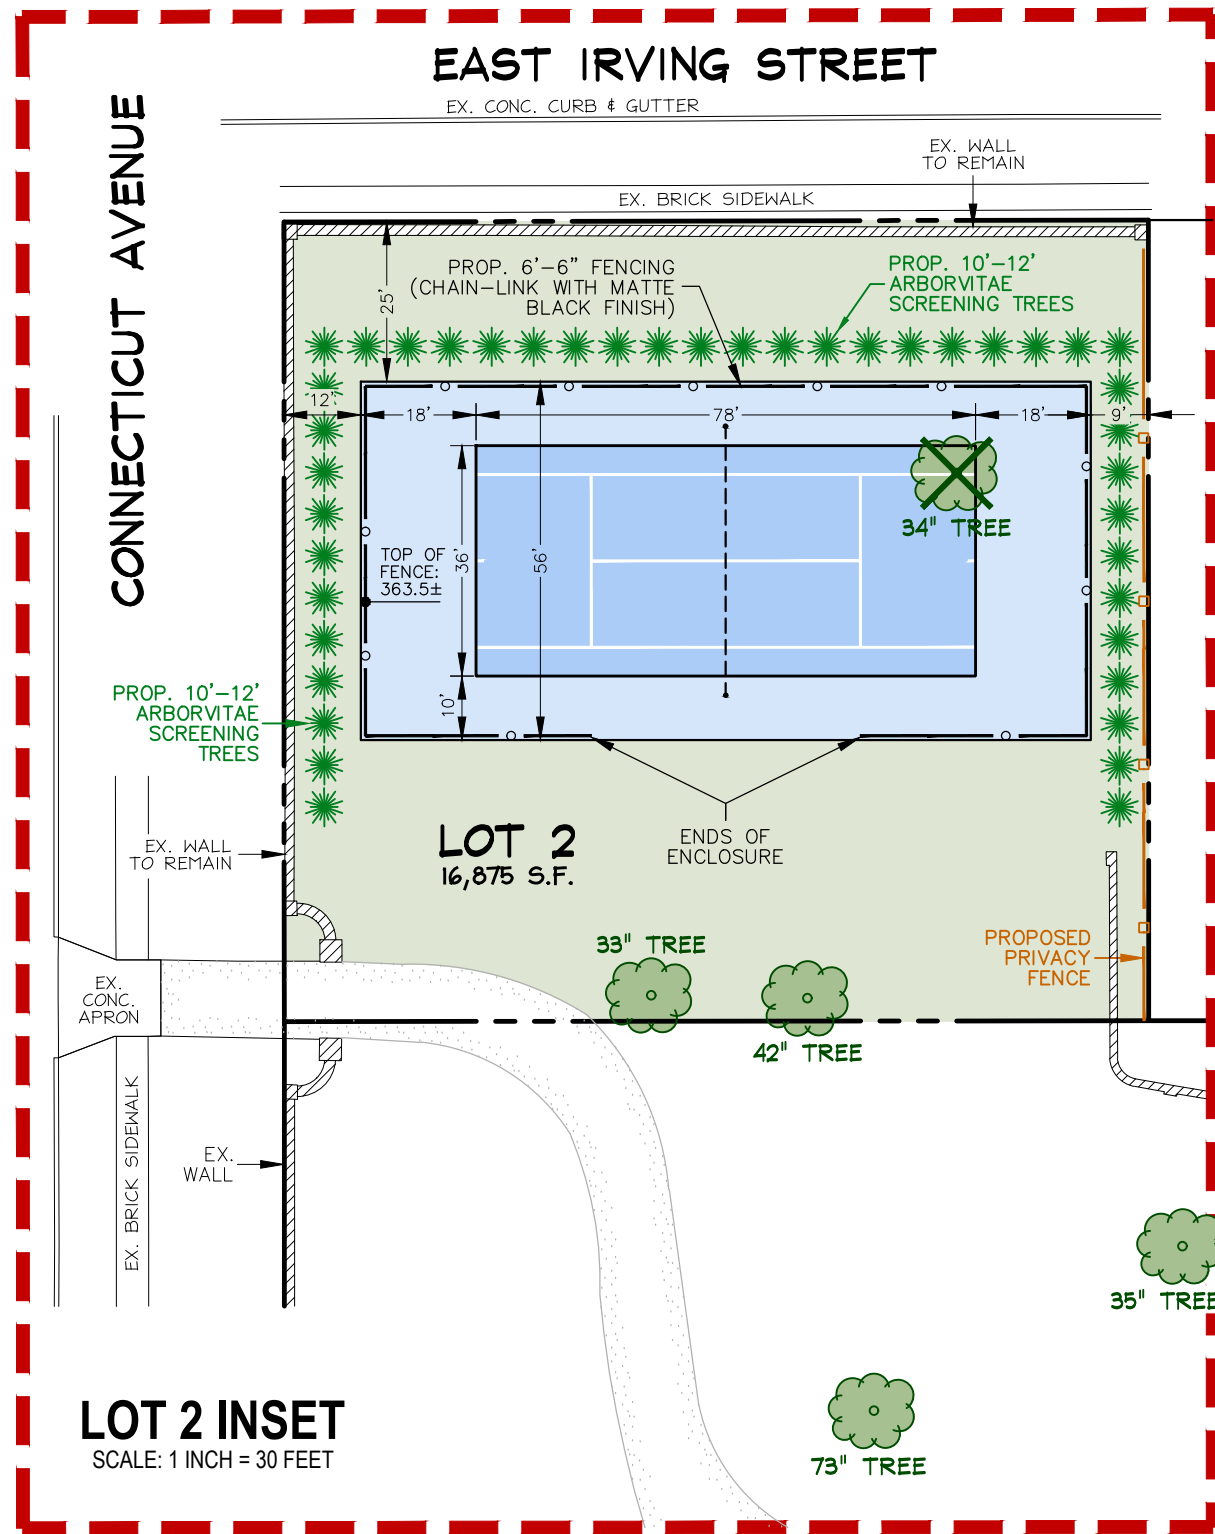 EAST IRVING STREET
EX. CONC. CURB & GUTTER
CONNECTICUT AVENUE
EX. WALL
TO REMAIN
EX. BRICK SIDEWALK
25'
PROP. 6'-6" FENCING
(CHAIN-LINK WITH MATTE
BLACK FINISH)
PROP. 10'-12'
ARBORVITAE
SCREENING TREES
12'
18'
78'
18'
9'
34" TREE
TOP OF
FENCE:
363.5±
36'
56'
10'
PROP. 10'-12'
ARBORVITAE
SCREENING
TREES
EX. WALL
TO REMAIN
LOT 2
16,875 S.F.
ENDS OF
ENCLOSURE
33" TREE
42" TREE
PROPOSED
PRIVACY
FENCE
EX.
CONC.
APRON
EX. BRICK SIDEWALK
EX.
WALL
35" TREE
73" TREE
LOT 2 INSET
SCALE: 1 INCH = 30 FEET